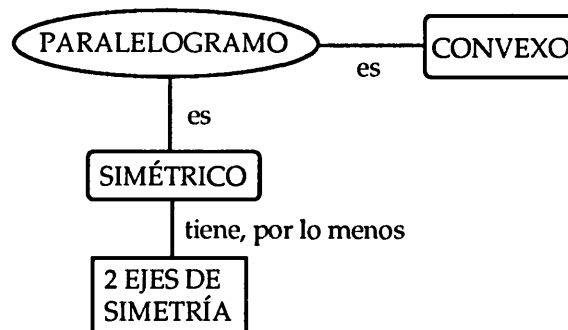 PARALELOGRAMO
es
CONVEXO
es
SIMÉTRICO
tiene, por lo menos
2 EJES DE
SIMETRÍA